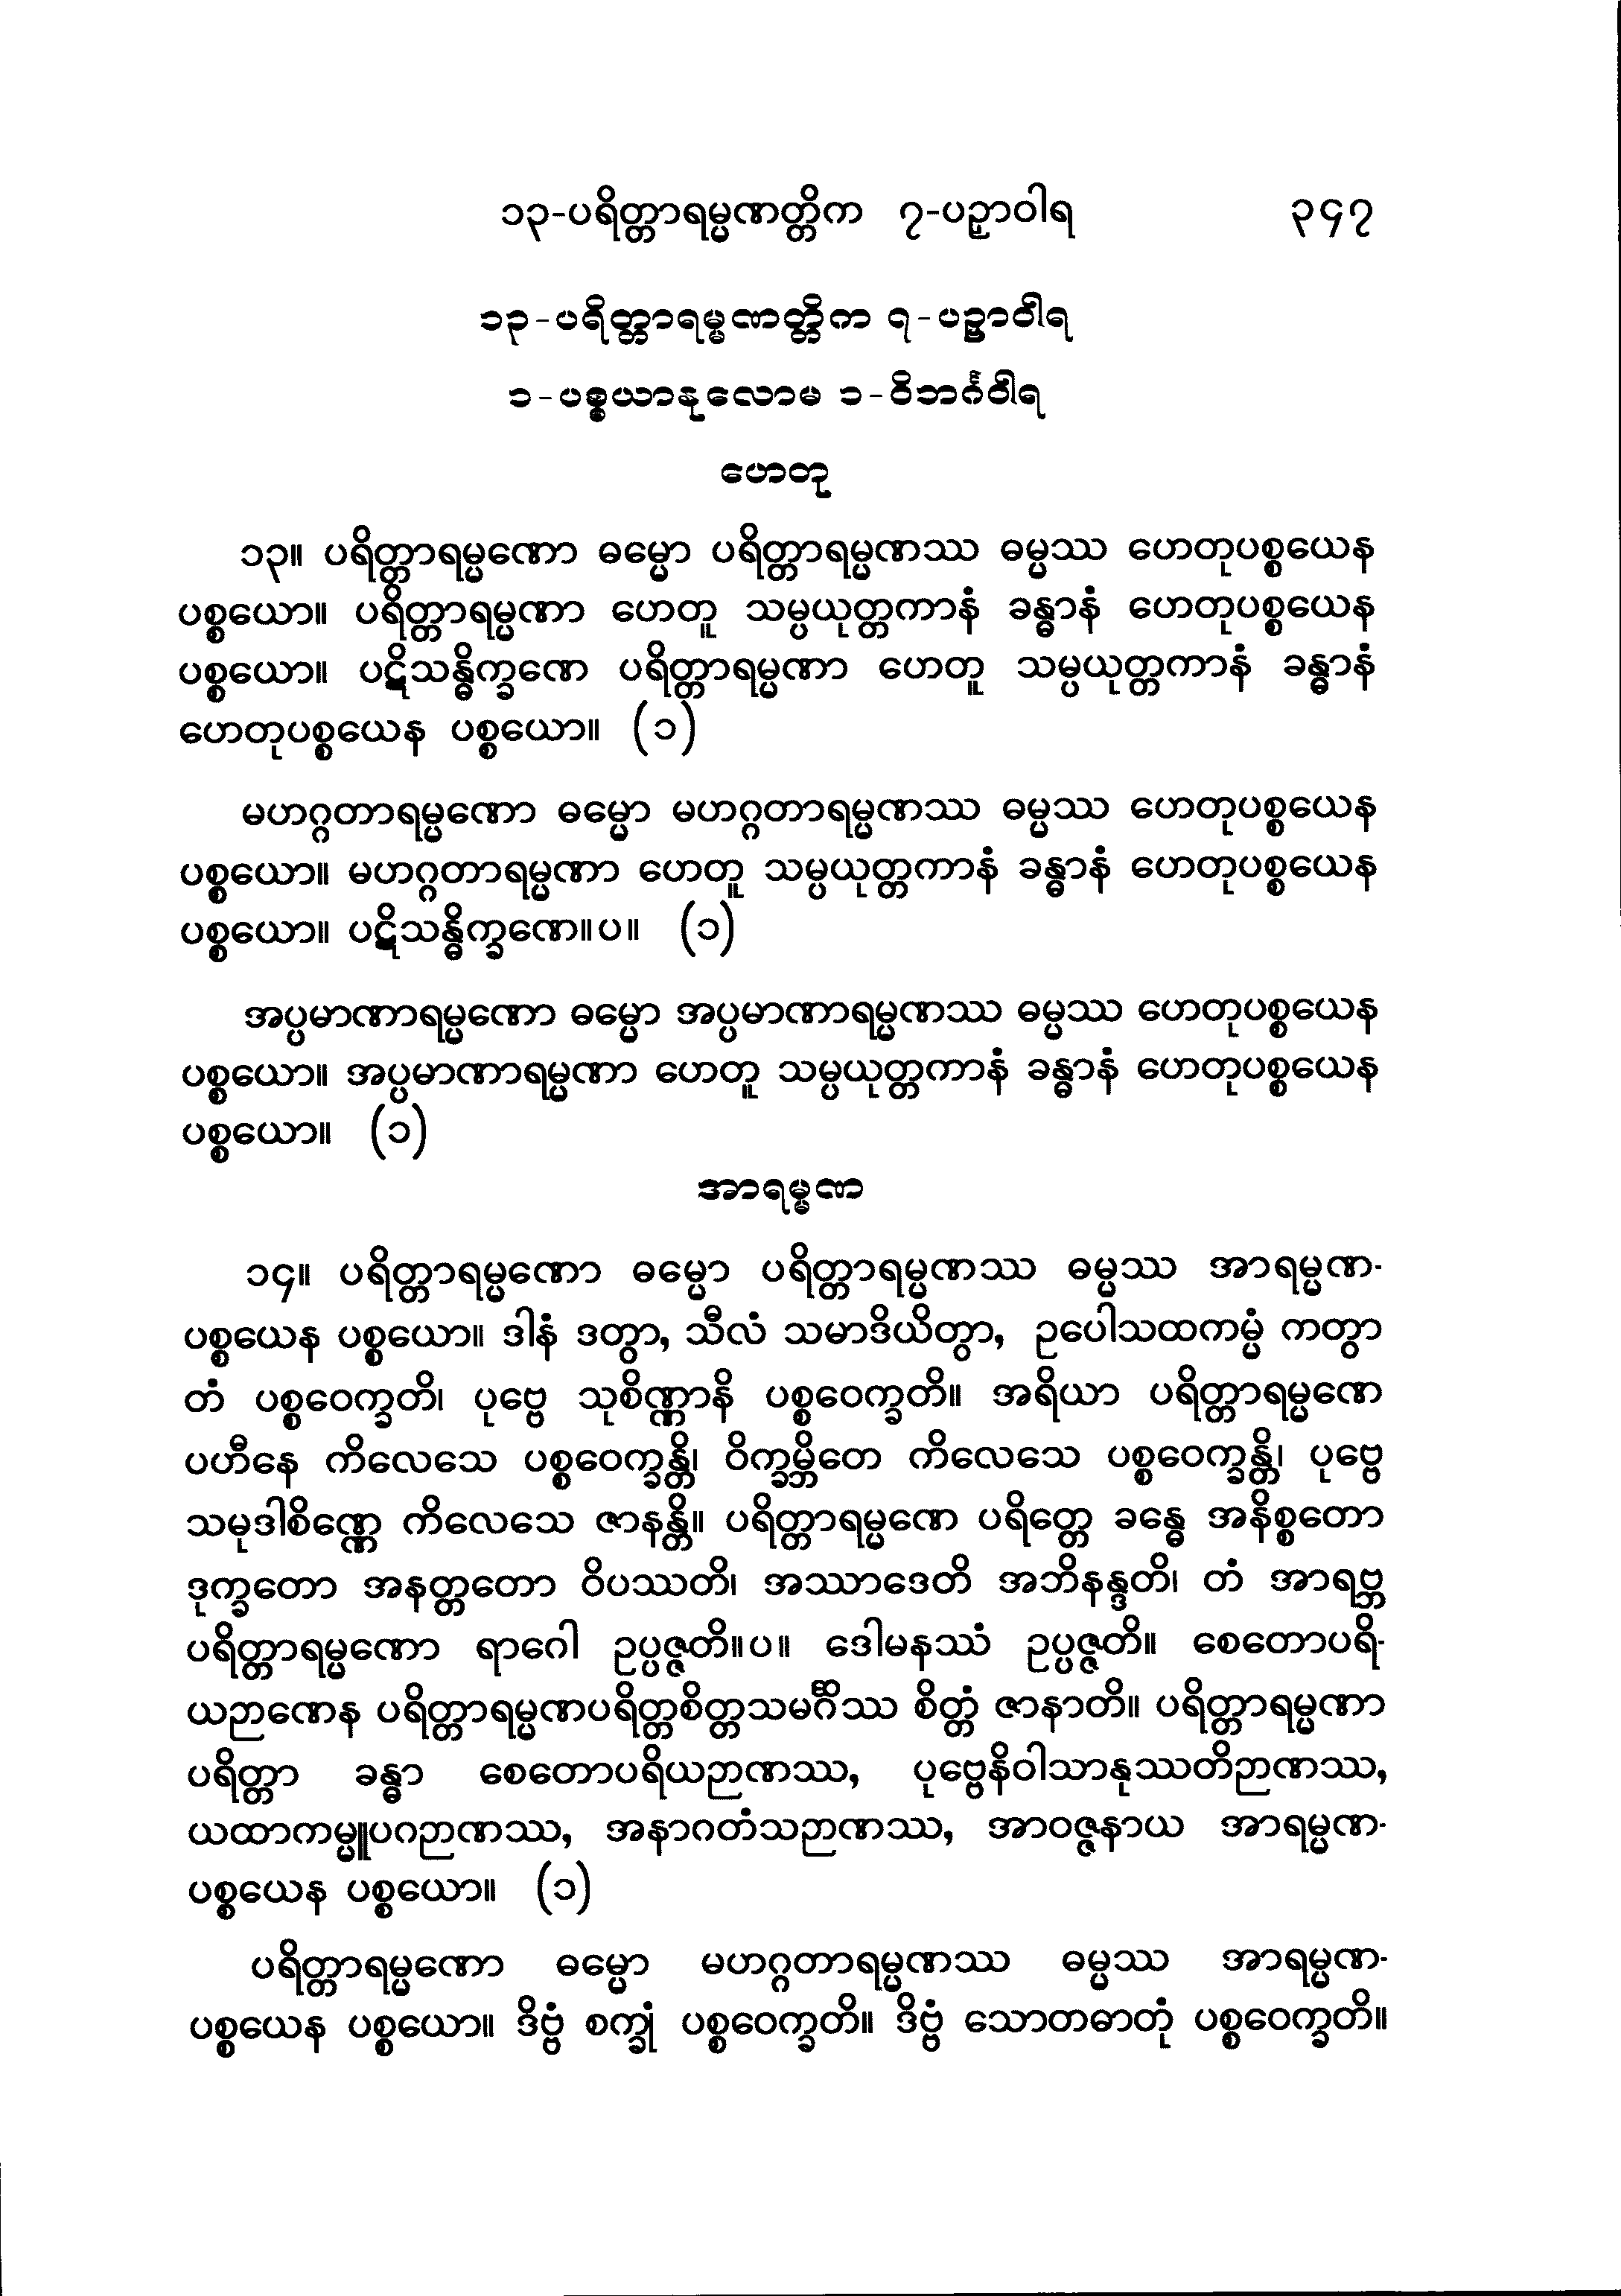 ၁၃-ပရိတ္တာရမ္မဏတ္တိက ၇-ပဉှာဝါရ ၃၄၇
၁၃-ပရိတ္တာရမ္မဏတ္တိက ၇-ပဉှာဝါရ
၁-ပစ္စယာနုလောမ ၁-ဝိဘင်္ဂဝါရ
ဟေတု
၁၃။ ပရိတ္တာရမ္မဏော ဓမ္မော ပရိတ္တာရမ္မဏဿ ဓမ္မဿ ဟေတုပစ္စယေန
ပစ္စယော။ ပရိတ္တာရမ္မဏာ ဟေတူ သမ္ပယုတ္တကာနံ ခန္ဓာနံ ဟေတုပစ္စယေန
ပစ္စယော။ ပဋိသန္ဓိက္ခဏေ ပရိတ္တာရမ္မဏာ ဟေတူ သမ္ပယုတ္တကာနံ ခန္ဓာနံ
ဟေတုပစ္စယေန ပစ္စယော။ (၁)
မဟဂ္ဂတာရမ္မဏော ဓမ္မော မဟဂ္ဂတာရမ္မဏဿ ဓမ္မဿ ဟေတုပစ္စယေန
ပစ္စယော။ မဟဂ္ဂတာရမ္မဏာ ဟေတူ သမ္ပယုတ္တကာနံ ခန္ဓာနံ ဟေတုပစ္စယေန
ပစ္စယော။ ပဋိသန္ဓိက္ခဏေ။ပ။ (၁)
အပ္ပမာဏာရမ္မဏော ဓမ္မော အပ္ပမာဏာရမ္မဏဿ ဓမ္မဿ ဟေတုပစ္စယေန
ပစ္စယော။ အပ္ပမာဏာရမ္မဏာ ဟေတူ သမ္ပယုတ္တကာနံ ခန္ဓာနံ ဟေတုပစ္စယေန
ပစ္စယော။ (၁)
အာရမ္မဏ
၁၄။ ပရိတ္တာရမ္မဏော ဓမ္မော ပရိတ္တာရမ္မဏဿ ဓမ္မဿ အာရမ္မဏ-
ပစ္စယေန ပစ္စယော။ ဒါနံ ဒတွာ, သီလံ သမာဒိယိတွာ, ဥပေါသထကမ္မံ ကတွာ
တံ ပစ္စဝေက္ခတိ၊ ပုဗ္ဗေ သုစိဏ္ဏာနိ ပစ္စဝေက္ခတိ။ အရိယာ ပရိတ္တာရမ္မဏေ
ပဟီနေ ကိလေသေ ပစ္စဝေက္ခန္တိ၊ ဝိက္ခမ္ဘိတေ ကိလေသေ ပစ္စဝေက္ခန္တိ၊ ပုဗ္ဗေ
သမုဒါစိဏ္ဏေ ကိလေသေ ဇာနန္တိ။ ပရိတ္တာရမ္မဏေ ပရိတ္တေ ခန္ဓေ အနိစ္စတော
ဒုက္ခတော အနတ္တတော ဝိပဿတိ၊ အဿာဒေတိ အဘိနန္ဒတိ၊ တံ အာရဗ္ဘ
ပရိတ္တာရမ္မဏော ရာဂေါ ဥပ္ပဇ္ဇတိ။ပ။ ဒေါမနဿံ ဥပ္ပဇ္ဇတိ။ စေတောပရိ-
ယဉာဏေန ပရိတ္တာရမ္မဏပရိတ္တစိတ္တသမင်္ဂိဿ စိတ္တံ ဇာနာတိ။ ပရိတ္တာရမ္မဏာ
ပရိတ္တာ ခန္ဓာ စေတောပရိယဉာဏဿ, ပုဗ္ဗေနိဝါသာနုဿတိဉာဏဿ,
ယထာကမ္မူပဂဉာဏဿ, အနာဂတံသဉာဏဿ, အာဝဇ္ဇနာယ အာရမ္မဏ-
ပစ္စယေန ပစ္စယော။ (၁)
ပရိတ္တာရမ္မဏော ဓမ္မော မဟဂ္ဂတာရမ္မဏဿ ဓမ္မဿ အာရမ္မဏ-
ပစ္စယေန ပစ္စယော။ ဒိဗ္ဗံ စက္ခုံ ပစ္စဝေက္ခတိ။ ဒိဗ္ဗံ သောတဓာတုံ ပစ္စဝေက္ခတိ။